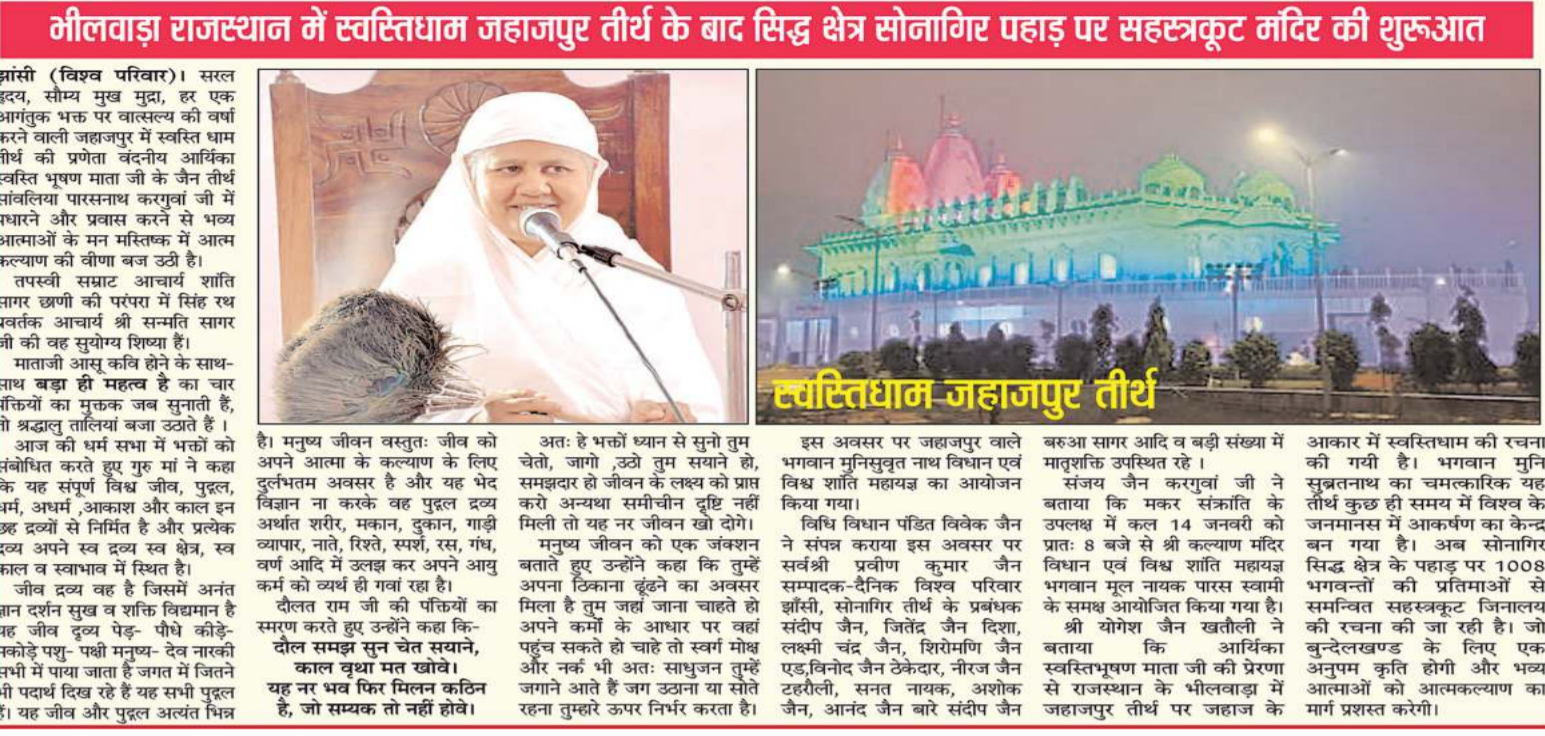 भीलवाड़ा राजस्थान में स्वस्तिधाम जहाजपुर तीर्थ के बाद सिद्ध क्षेत्र सोनागिर पहाड़ पर सहस्त्रकूट मंदिर की शुरूआत
झांसी (विश्व परिवार)। सरल
हृदय, सौम्य मुख मुद्रा, हर एक
आगंतुक भक्त पर वात्सल्य की वर्षा
करने वाली जहाजपुर में स्वस्ति धाम
तीर्थ की प्रणेता वंदनीय आर्यिका
स्वस्ति भूषण माता जी के जैन तीर्थ
सांवलिया पारसनाथ करगुवां जी में
पधारने और प्रवास करने से भव्य
आत्माओं के मन मस्तिष्क में आत्म
कल्याण की वीणा बज उठी है।
तपस्वी सम्राट आचार्य शांति
सागर छाणी की परंपरा में सिंह रथ
प्रवर्तक आचार्य श्री सन्मति सागर
जी की वह सुयोग्य शिष्या हैं।
माताजी आसू कवि होने के साथ-
साथ बड़ा ही महत्व है का चार
पंक्तियों का मुक्तक जब सुनाती हैं,
तो श्रद्धालु तालियां बजा उठाते हैं ।
आज की धर्म सभा में भक्तों को
संबोधित करते हुए गुरु मां ने कहा
कि यह संपूर्ण विश्व जीव, पुद्गल,
धर्म, अधर्म ,आकाश और काल इन
छह द्रव्यों से निर्मित है और प्रत्येक
द्रव्य अपने स्व द्रव्य स्व क्षेत्र, स्व
काल व स्वाभाव में स्थित है।
जीव द्रव्य वह है जिसमें अनंत
ज्ञान दर्शन सुख व शक्ति विद्यमान है
यह जीव दृव्य पेड़- पौधे कीड़े-
मकोड़े पशु- पक्षी मनुष्य- देव नारकी
सभी में पाया जाता है जगत में जितने
भी पदार्थ दिख रहे हैं यह सभी पुद्गल
हैं। यह जीव और पुद्गल अत्यंत भिन्न
है। मनुष्य जीवन वस्तुतः जीव को
अपने आत्मा के कल्याण के लिए
दुर्लभतम अवसर है और यह भेद
विज्ञान ना करके वह पुद्गल द्रव्य
अर्थात शरीर, मकान, दुकान, गाड़ी
व्यापार, नाते, रिश्ते, स्पर्श, रस, गंध,
वर्ण आदि में उलझ कर अपने आयु
कर्म को व्यर्थ ही गवां रहा है।
दौलत राम जी की पंक्तियों का
स्मरण करते हुए उन्होंने कहा कि-
दौल समझ सुन चेत सयाने,
काल वृथा मत खोवे।
यह नर भव फिर मिलन कठिन
है, जो सम्यक तो नहीं होवे।
अतः हे भक्तों ध्यान से सुनो तुम
चेतो, जागो ,उठो तुम सयाने हो,
समझदार हो जीवन के लक्ष्य को प्राप्त
करो अन्यथा समीचीन दृष्टि नहीं
मिली तो यह नर जीवन खो दोगे।
मनुष्य जीवन को एक जंक्शन
बताते हुए उन्होंने कहा कि तुम्हें
अपना ठिकाना ढूंढने का अवसर
मिला है तुम जहां जाना चाहते हो
अपने कर्मों के आधार पर वहां
पहुंच सकते हो चाहे तो स्वर्ग मोक्ष
और नर्क भी अतः साधुजन तुम्हें
जगाने आते हैं जग उठाना या सोते
रहना तुम्हारे ऊपर निर्भर करता है।
स्वस्तिधाम जहाजपुर तीर्थ
इस अवसर पर जहाजपुर वाले
भगवान मुनिसुवृत नाथ विधान एवं
विश्व शांति महायज्ञ का आयोजन
किया गया।
विधि विधान पंडित विवेक जैन
ने संपन्न कराया इस अवसर पर
सर्वश्री प्रवीण कुमार जैन
सम्पादक-दैनिक विश्व परिवार
झाँसी, सोनागिर तीर्थ के प्रबंधक
संदीप जैन, जितेंद्र जैन दिशा,
लक्ष्मी चंद्र जैन, शिरोमणि जैन
एड,विनोद जैन ठेकेदार, नीरज जैन
टहरौली, सनत नायक, अशोक
जैन, आनंद जैन बारे संदीप जैन
बरुआ सागर आदि व बड़ी संख्या में
मातृशक्ति उपस्थित रहे ।
संजय जैन करगुवां जी ने
बताया कि मकर संक्रांति के
उपलक्ष में कल 14 जनवरी को
प्रातः 8 बजे से श्री कल्याण मंदिर
विधान एवं विश्व शांति महायज्ञ
भगवान मूल नायक पारस स्वामी
के समक्ष आयोजित किया गया है।
श्री योगेश जैन खतौली ने
बताया कि आर्यिका
स्वस्तिभूषण माता जी की प्रेरणा
से राजस्थान के भीलवाड़ा में
जहाजपुर तीर्थ पर जहाज के
आकार में स्वस्तिधाम की रचना
की गयी है। भगवान मुनि
सुब्रतनाथ का चमत्कारिक यह
तीर्थ कुछ ही समय में विश्व के
जनमानस में आकर्षण का केन्द्र
बन गया है। अब सोनागिर
सिद्ध क्षेत्र के पहाड़ पर 1008
भगवन्तों की प्रतिमाओं से
समन्वित सहस्त्रकूट जिनालय
की रचना की जा रही है। जो
बुन्देलखण्ड के लिए एक
अनुपम कृति होगी और भव्य
आत्माओं को आत्मकल्याण का
मार्ग प्रशस्त करेगी।